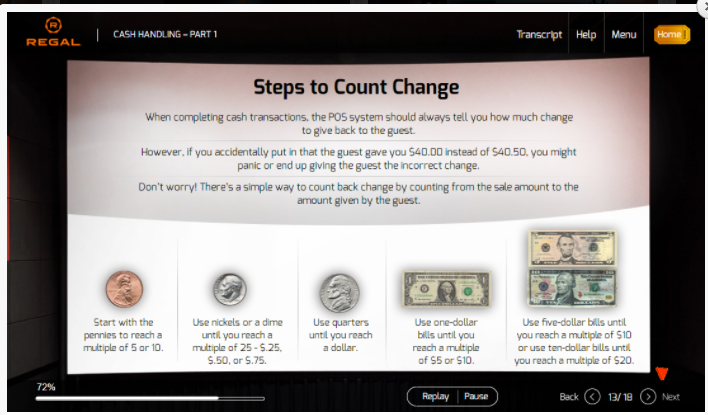 REGAL
CASH HANDLING – PART 1
Transcript
Help
Menu
Home
Steps to Count Change
When completing cash transactions, the POS system should always tell you how much change
to give back to the guest.
However, if you accidentally put in that the guest gave you $40.00 instead of $40.50, you might
panic or end up giving the guest the incorrect change.
Don't worry! There's a simple way to count back change by counting from the sale amount to the
amount given by the guest.
Start with the
pennies to reach a
multiple of 5 or 10.
Use nickels or a dime
until you reach a
multiple of 25 - $.25,
$.50, or $.75.
Use quarters
until you reach
a dollar.
Use one-dollar
bills until you
reach a multiple
of $5 or $10.
Use five-dollar bills until
you reach a multiple of $10
or use ten-dollar bills until
you reach a multiple of $20.
72%
Replay
Pause
Back
13/18
Next